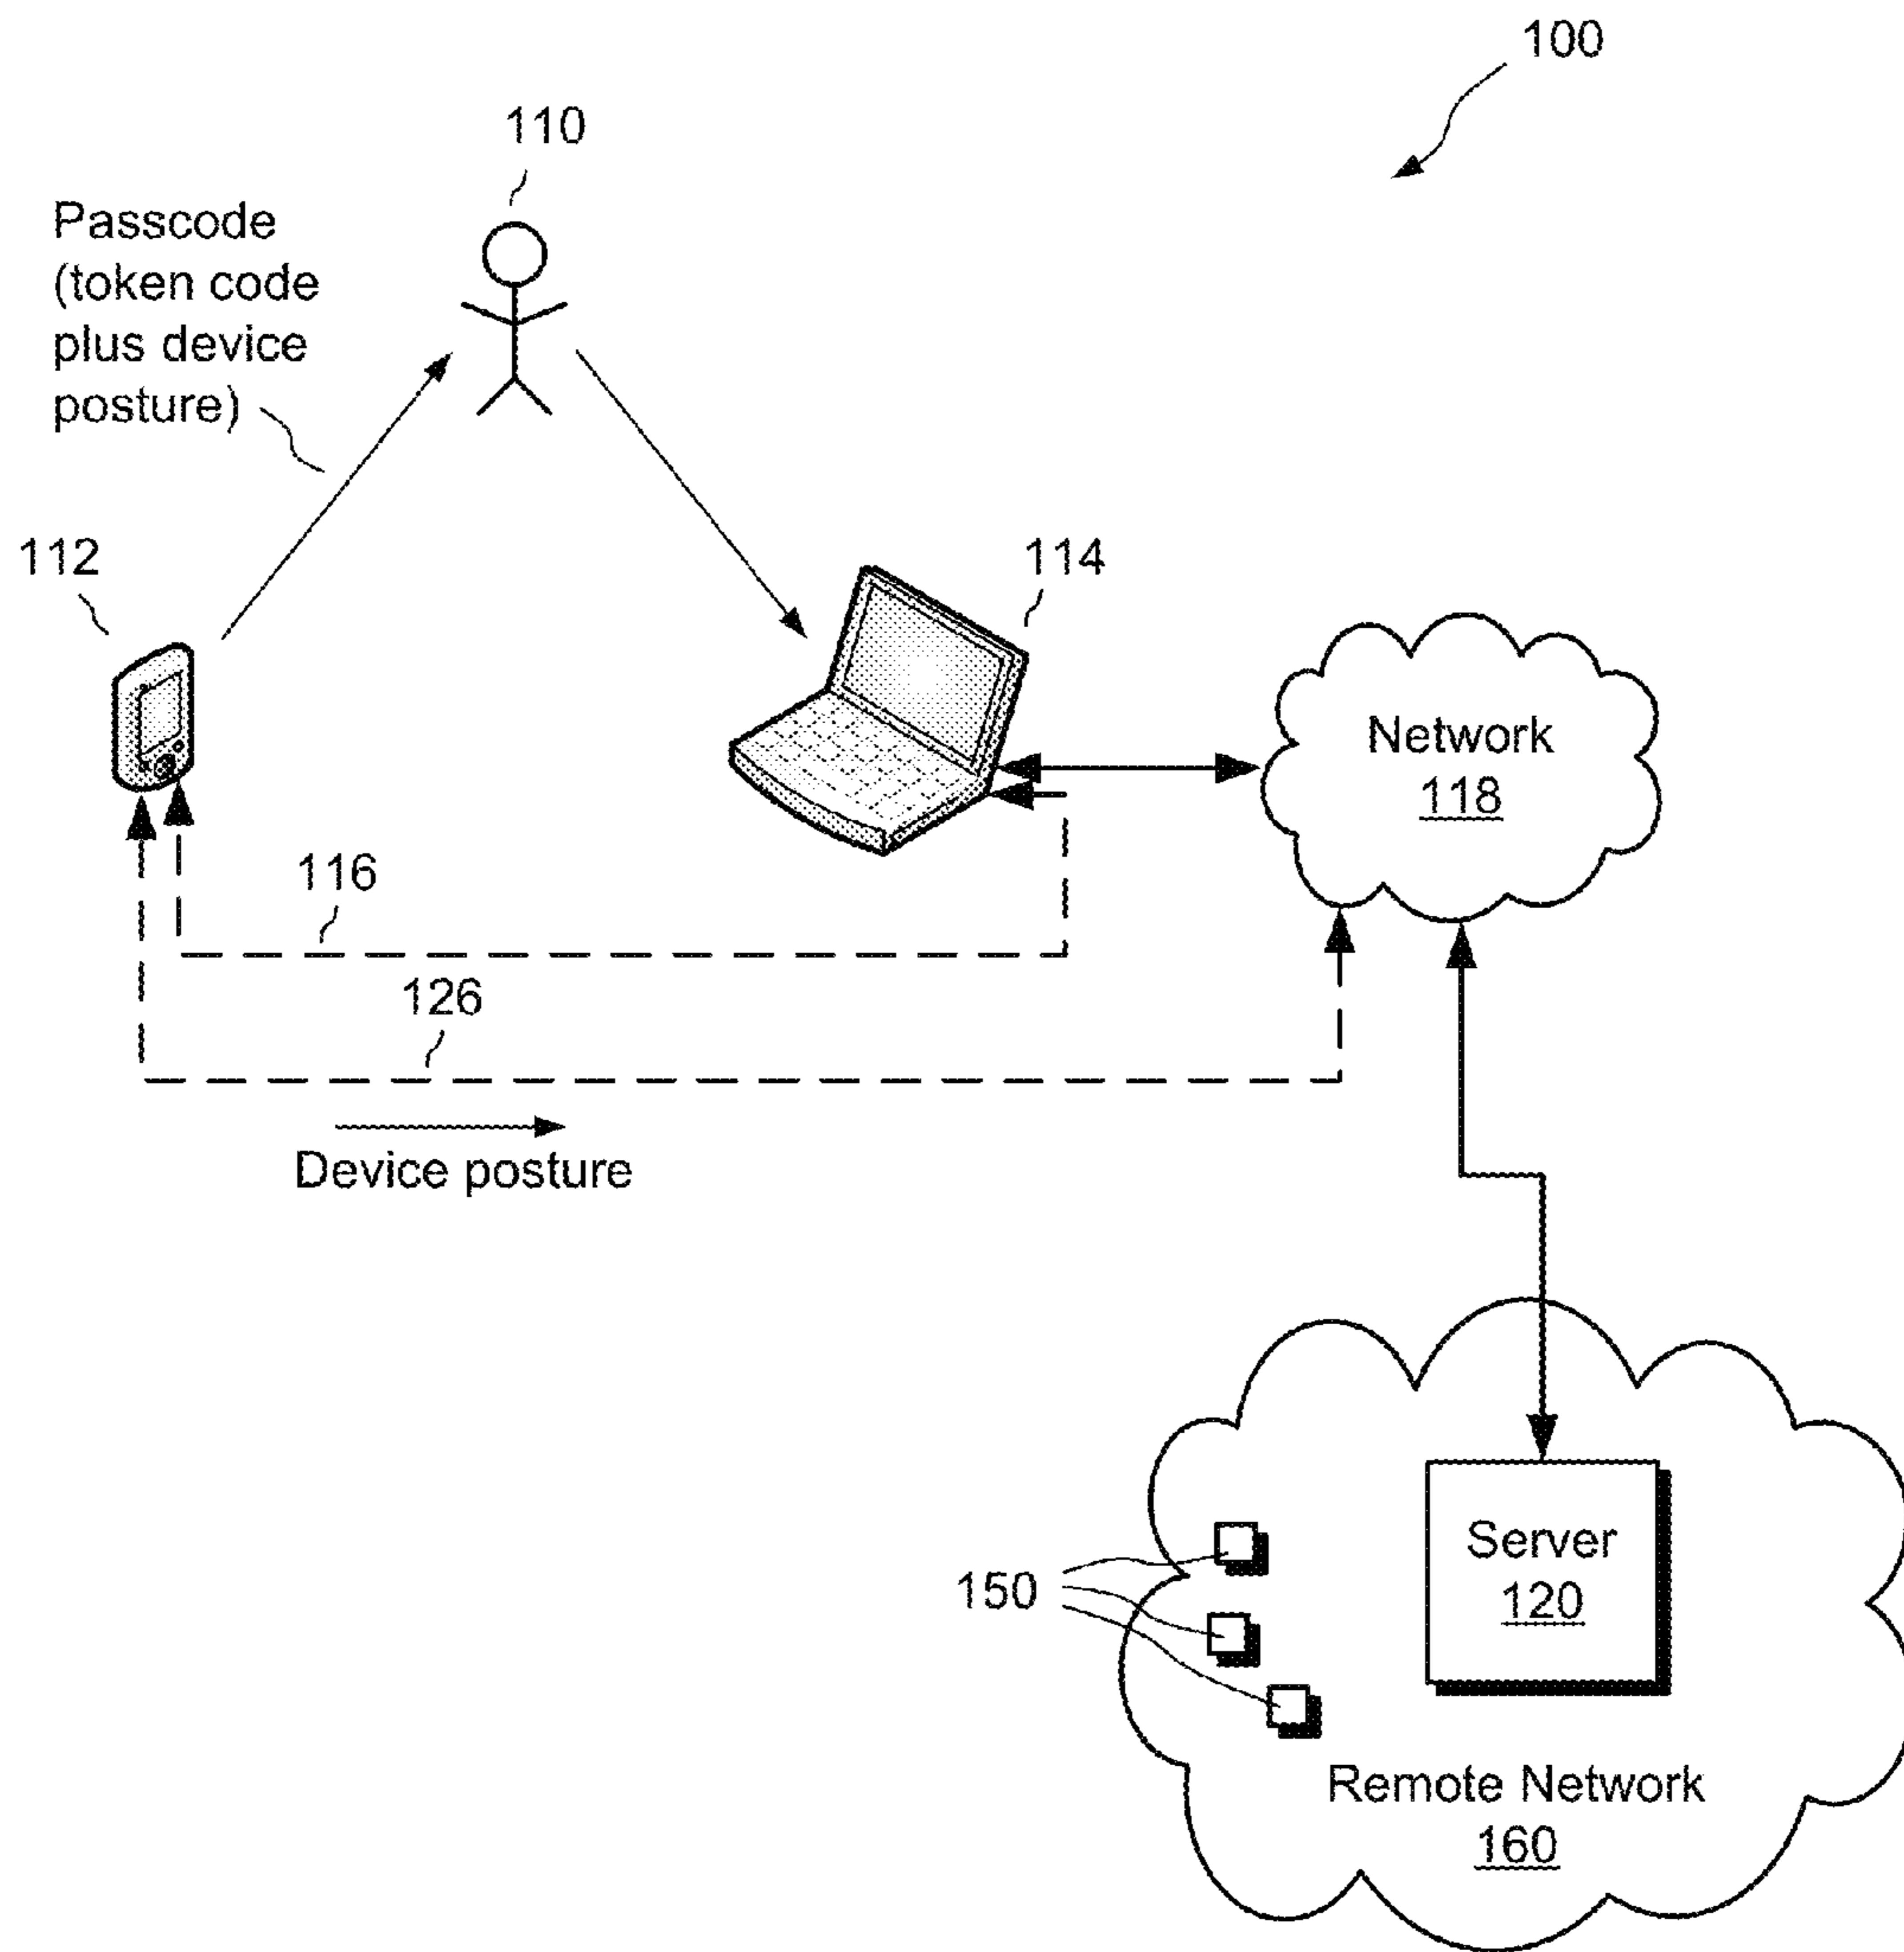 100
110
Passcode
(token code
plus device
posture)
112
114
Network
118
116
126
Device posture
Server
120
150
Remote Network
160